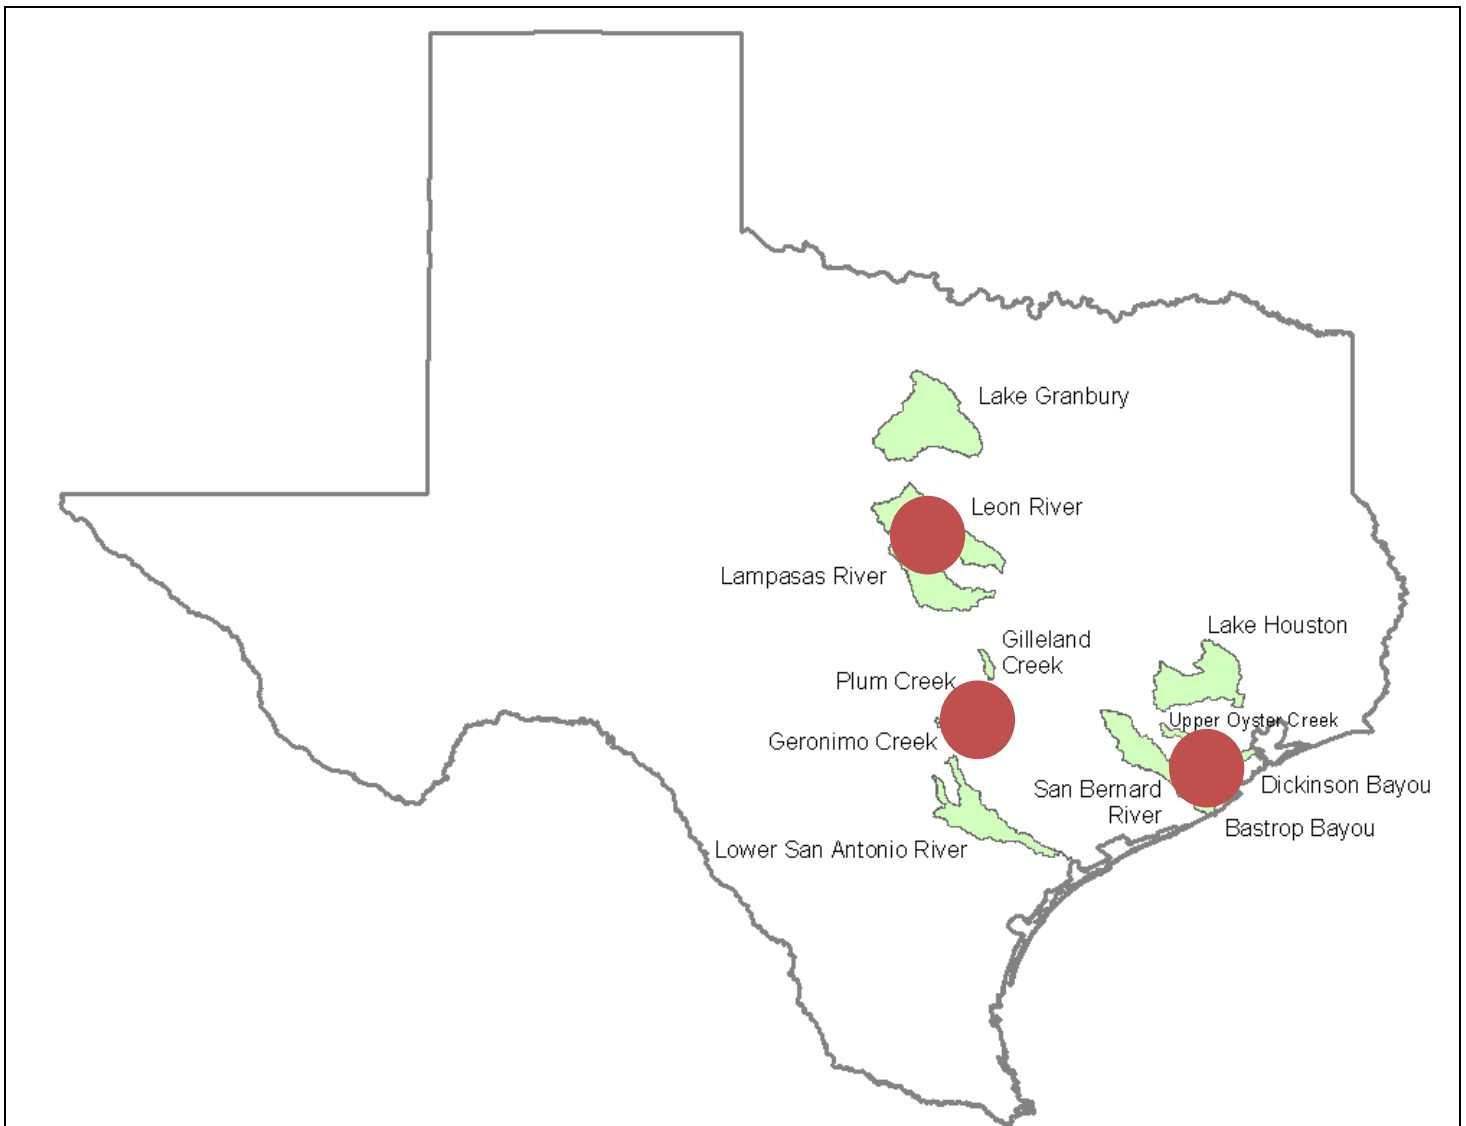 Lake Granbury
Leon River
Lampasas River
Gilleland
Creek
Plum Creek
Geronimo Creek
Lower San Antonio River
Lake Houston
Upper Oyster Creek
San Bernard
River
Dickinson Bayou
Bastrop Bayou